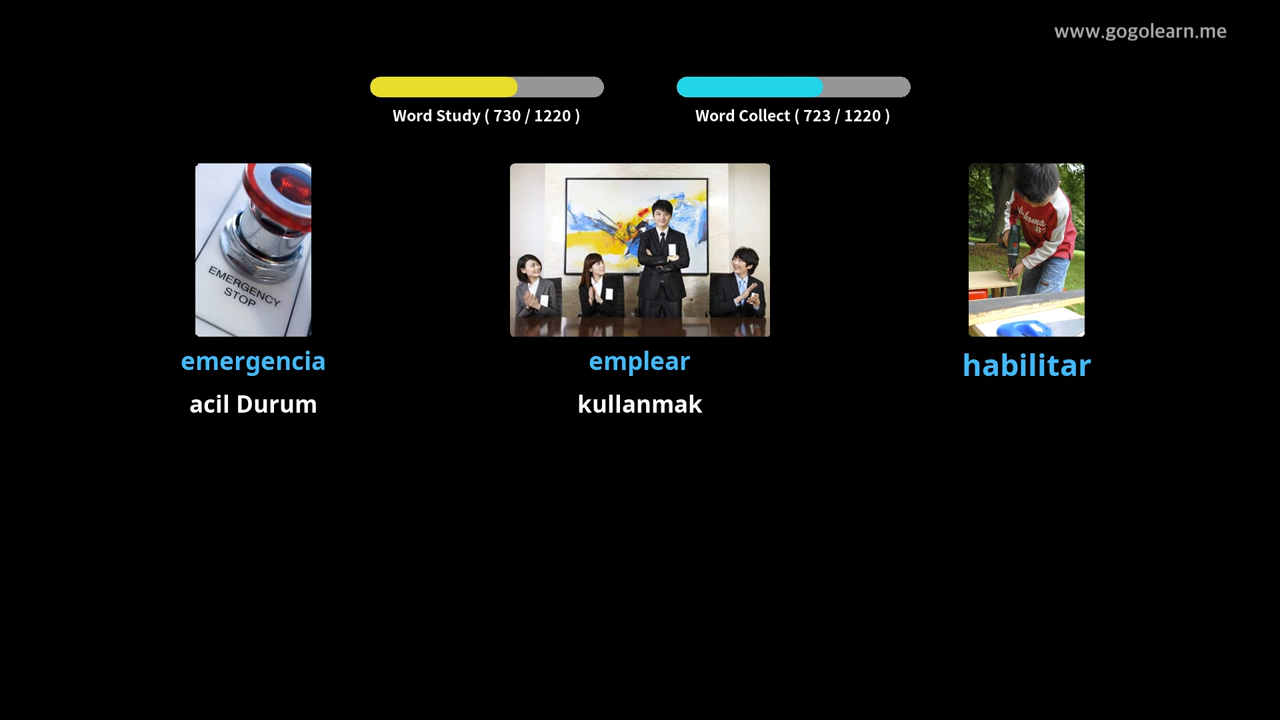 www.gogolearn.me
Word Study ( 730 / 1220 )
Word Collect ( 723 / 1220 )
EMERGENCY
STOP
emergencia
emplear
habilitar
acil Durum
kullanmak